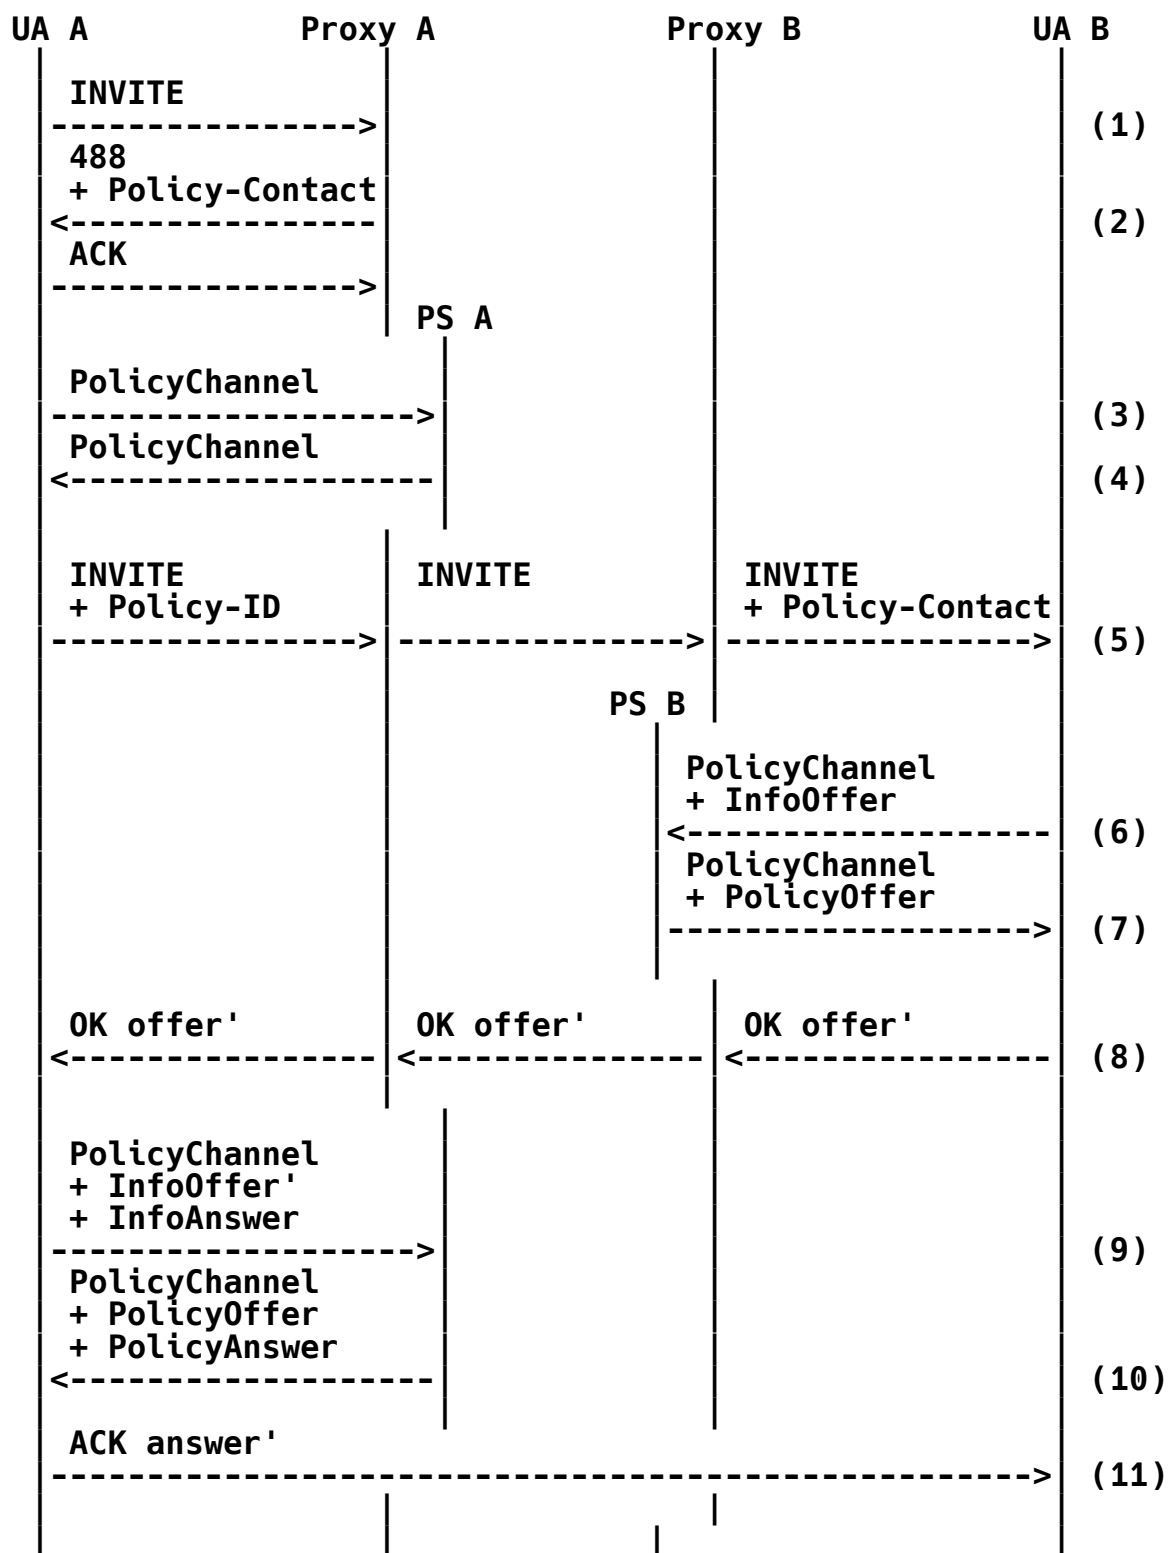 UA A Proxy A Proxy B UA B
INVITE
---------------->| (1)
488
+ Policy-Contact
<---------------- (2)
ACK
---------------->|
PS A
PolicyChannel
-------------------->| (3)
PolicyChannel
<------------------- (4)
INVITE INVITE INVITE
+ Policy-ID + Policy-Contact
---------------->|---------------->|---------------->| (5)
PS B
PolicyChannel
+ InfoOffer
<------------------- (6)
PolicyChannel
+ PolicyOffer
-------------------->| (7)
OK offer' OK offer' OK offer'
<----------------|<----------------|<---------------- (8)
PolicyChannel
+ InfoOffer'
+ InfoAnswer
-------------------->| (9)
PolicyChannel
+ PolicyOffer
+ PolicyAnswer
<------------------- (10)
ACK answer'
---------------------------------------------------->| (11)